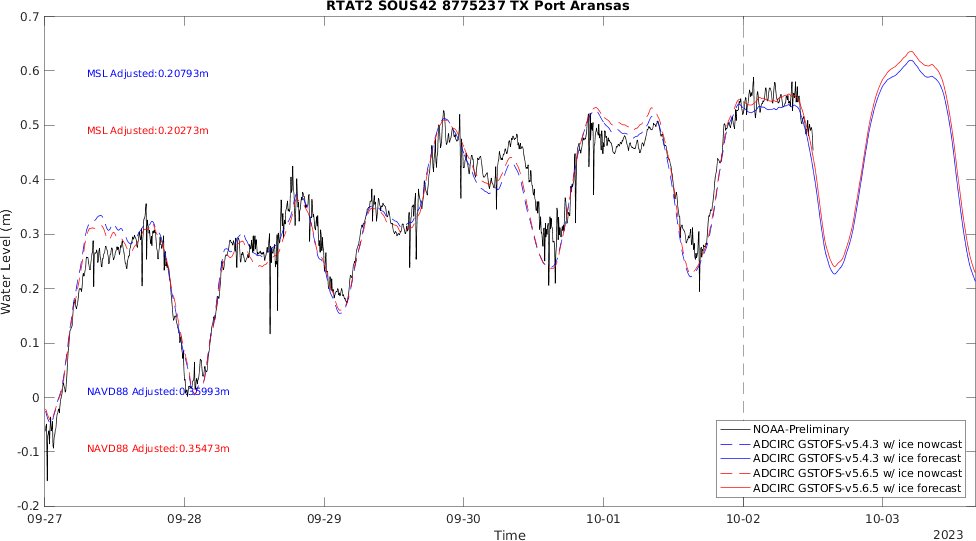 RTAT2 SOUS42 8775237 TX Port Aransas
0.7
0.6
0.5
0.4
0.3
0.2
0.1
0
-0.1
-0.2
Water Level (m)
MSL Adjusted:0.20793m
MSL Adjusted:0.20273m
NAVD88 Adjusted:0.35993m
NAVD88 Adjusted:0.35473m
NOAA-Preliminary
ADCIRC GSTOFS-v5.4.3 w/ ice nowcast
ADCIRC GSTOFS-v5.4.3 w/ ice forecast
ADCIRC GSTOFS-v5.6.5 w/ ice nowcast
ADCIRC GSTOFS-v5.6.5 w/ ice forecast
09-27 09-28 09-29 09-30 10-01 10-02 10-03
Time
2023